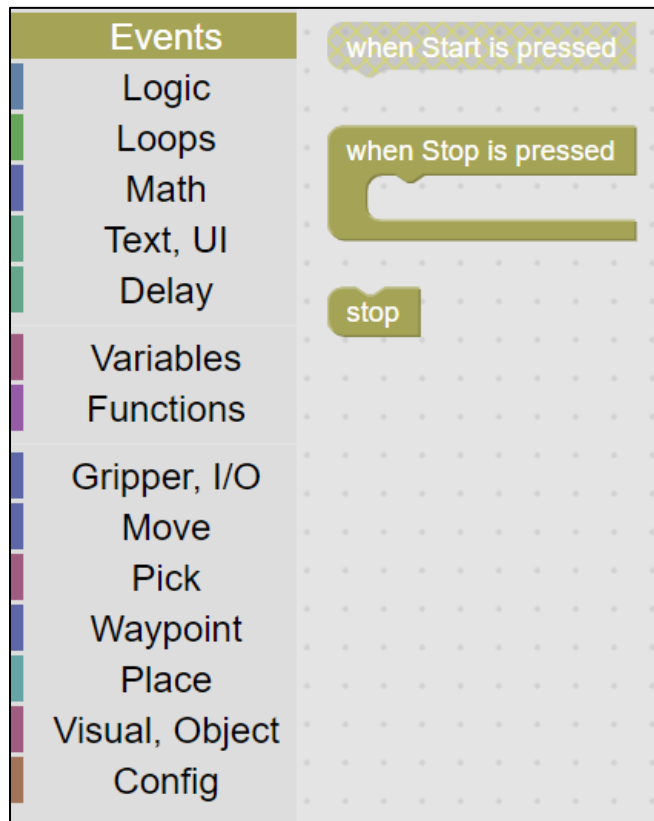 Events
Logic
Loops
Math
Text, UI
Delay
Variables
Functions
Gripper, I/O
Move
Pick
Waypoint
Place
Visual, Object
Config
when Start is pressed
when Stop is pressed
stop